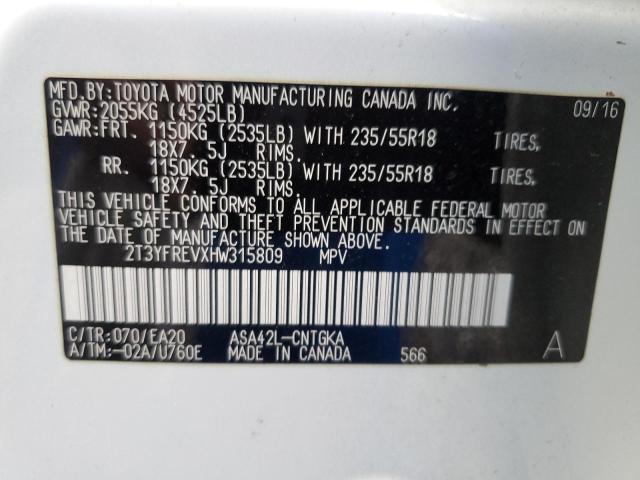 MFD.BY:TOYOTA MOTOR MANUFACTURING CANADA INC. 09/16
GVWR:2055KG (4525LB)
GAWR:FRT. 1150KG (2535LB) WITH 235/55R18 TIRES,
18X7. 5J RIMS.
RR. 1150KG (2535LB) WITH 235/55R18 TIRES,
18X7. 5J RIMS.
THIS VEHICLE CONFORMS TO ALL APPLICABLE FEDERAL MOTOR
VEHICLE SAFETY AND THEFT PREVENTION STANDARDS IN EFFECT ON
THE DATE OF MANUFACTURE SHOWN ABOVE.
2T3YFREVXHW315809 MPV
C/TR:070/EA20 ASA42L-CNTGKA
A/TM:-02A/U760E MADE IN CANADA 566 A